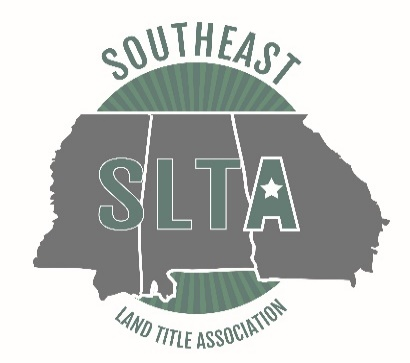 SOUTHEAST
SLTA
LAND TITLE ASSOCIATION